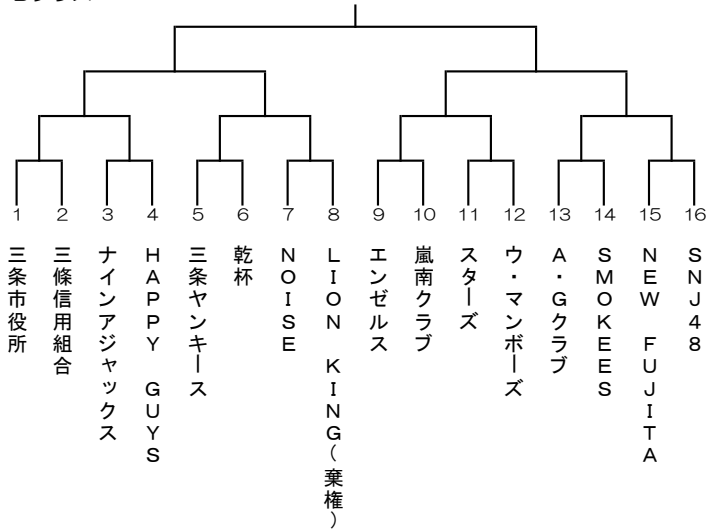 1 2 3 4 5 6 7 8 9 10 11 12 13 14 15 16
三条市役所
三條信用組合
ナインアジャックス
HAPPY GUYS
三条ヤンキース
乾杯
NOISE
LION KING(棄権)
エンゼルス
嵐南クラブ
スターズ
ウ・マンボーズ
A・Gクラブ
SMOKEES
NEW FUJITA
SNJ48